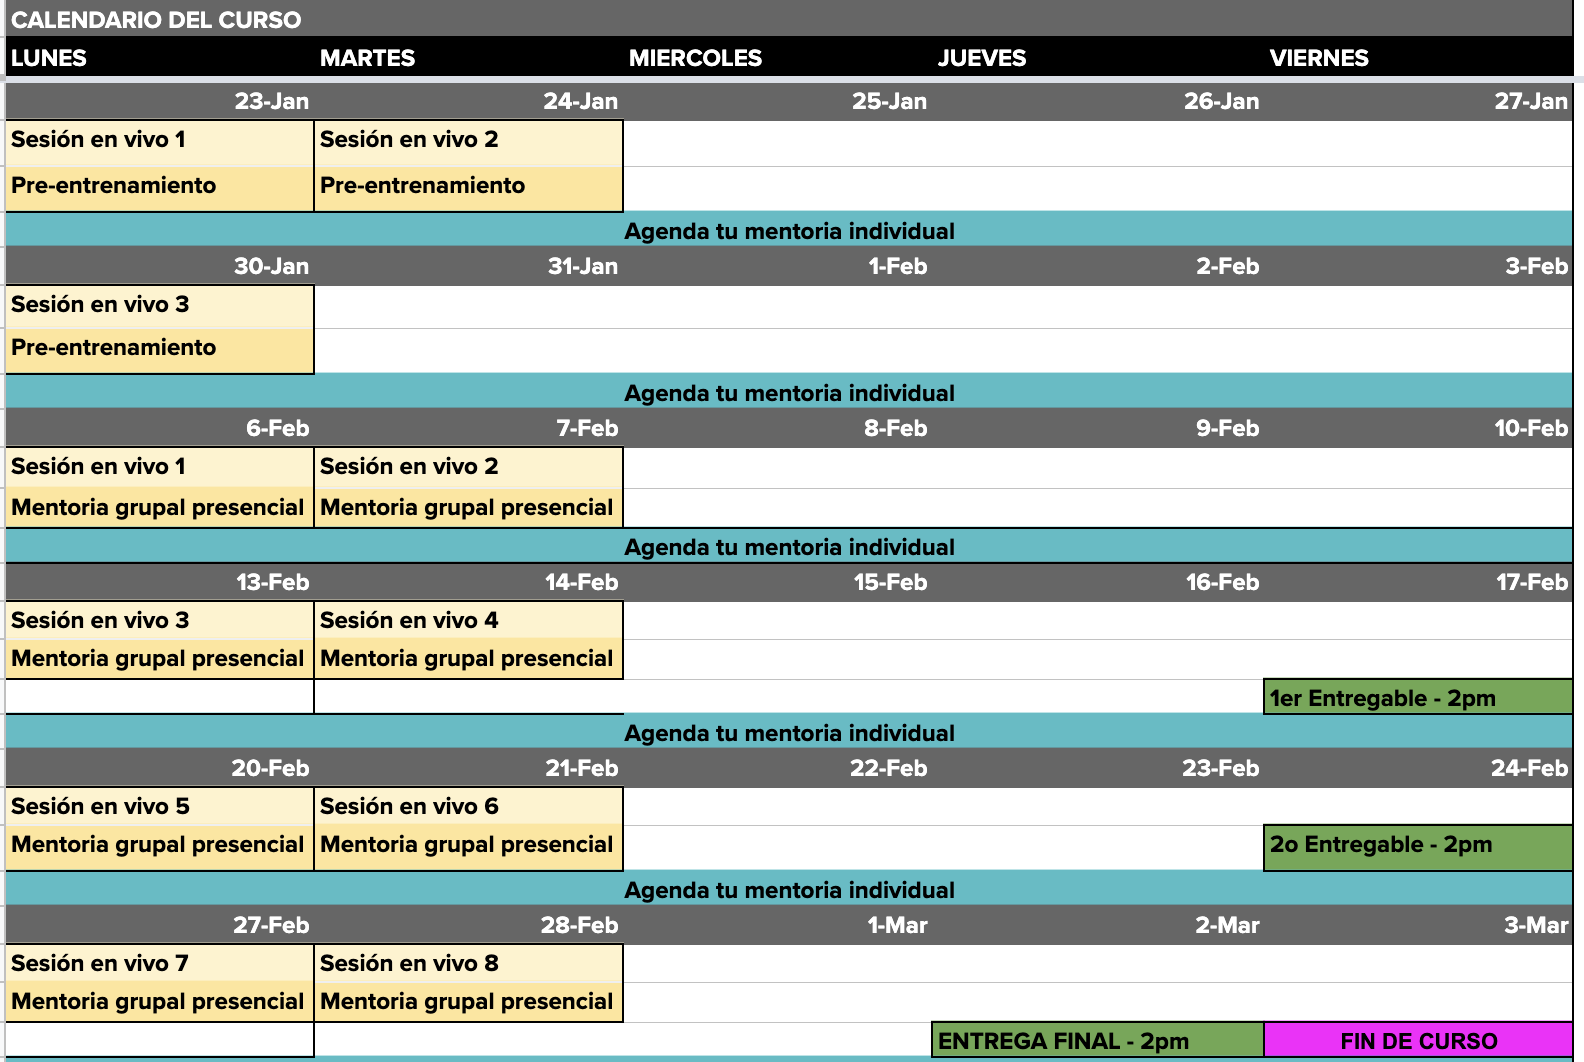 CALENDARIO DEL CURSO
LUNES MARTES MIERCOLES JUEVES VIERNES
23-Jan 24-Jan 25-Jan 26-Jan 27-Jan
Sesión en vivo 1 Sesión en vivo 2
Pre-entrenamiento Pre-entrenamiento
Agenda tu mentoria individual
30-Jan 31-Jan 1-Feb 2-Feb 3-Feb
Sesión en vivo 3
Pre-entrenamiento
Agenda tu mentoria individual
6-Feb 7-Feb 8-Feb 9-Feb 10-Feb
Sesión en vivo 1 Sesión en vivo 2
Mentoria grupal presencial Mentoria grupal presencial
Agenda tu mentoria individual
13-Feb 14-Feb 15-Feb 16-Feb 17-Feb
Sesión en vivo 3 Sesión en vivo 4
Mentoria grupal presencial Mentoria grupal presencial
1er Entregable - 2pm
Agenda tu mentoria individual
20-Feb 21-Feb 22-Feb 23-Feb 24-Feb
Sesión en vivo 5 Sesión en vivo 6
Mentoria grupal presencial Mentoria grupal presencial 2o Entregable - 2pm
Agenda tu mentoria individual
27-Feb 28-Feb 1-Mar 2-Mar 3-Mar
Sesión en vivo 7 Sesión en vivo 8
Mentoria grupal presencial Mentoria grupal presencial
ENTREGA FINAL - 2pm FIN DE CURSO